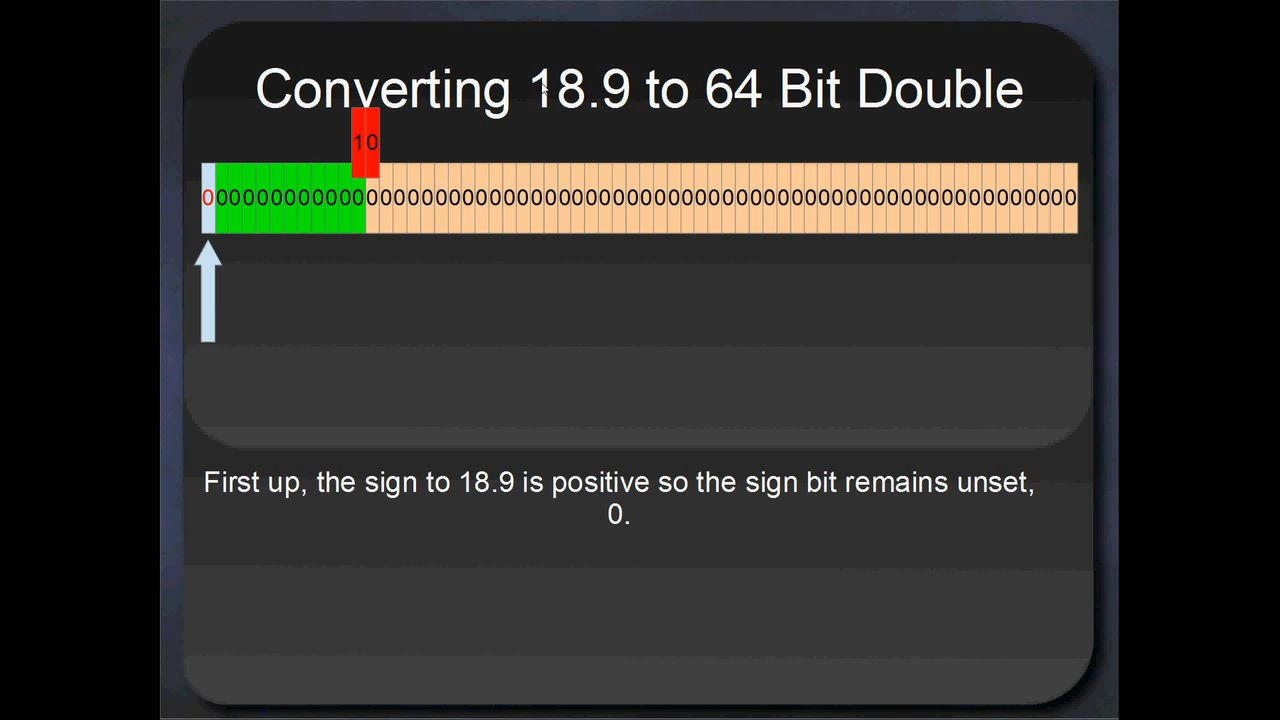 Converting 18.9 to 64 Bit Double
10
0000000000000000000000000000000000000000000000000000000000000000
First up, the sign to 18.9 is positive so the sign bit remains unset,
0.